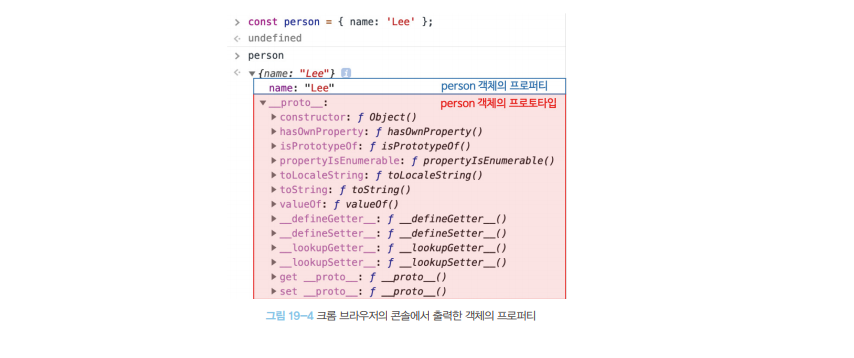 > const person = { name: 'Lee' };
undefined
> person
{name: "Lee"} i
name: "Lee" person 객체의 프로퍼티
__proto__: person 객체의 프로토타입
constructor: ƒ Object()
hasOwnProperty: ƒ hasOwnProperty()
isPrototypeOf: ƒ isPrototypeOf()
propertyIsEnumerable: ƒ propertyIsEnumerable()
toLocaleString: ƒ toLocaleString()
toString: ƒ toString()
valueOf: ƒ valueOf()
__defineGetter__: ƒ __defineGetter__()
__defineSetter__: ƒ __defineSetter__()
__lookupGetter__: ƒ __lookupGetter__()
__lookupSetter__: ƒ __lookupSetter__()
get __proto__: ƒ __proto__()
set __proto__: ƒ __proto__()
그림 19-4 크롬 브라우저의 콘솔에서 출력한 객체의 프로퍼티